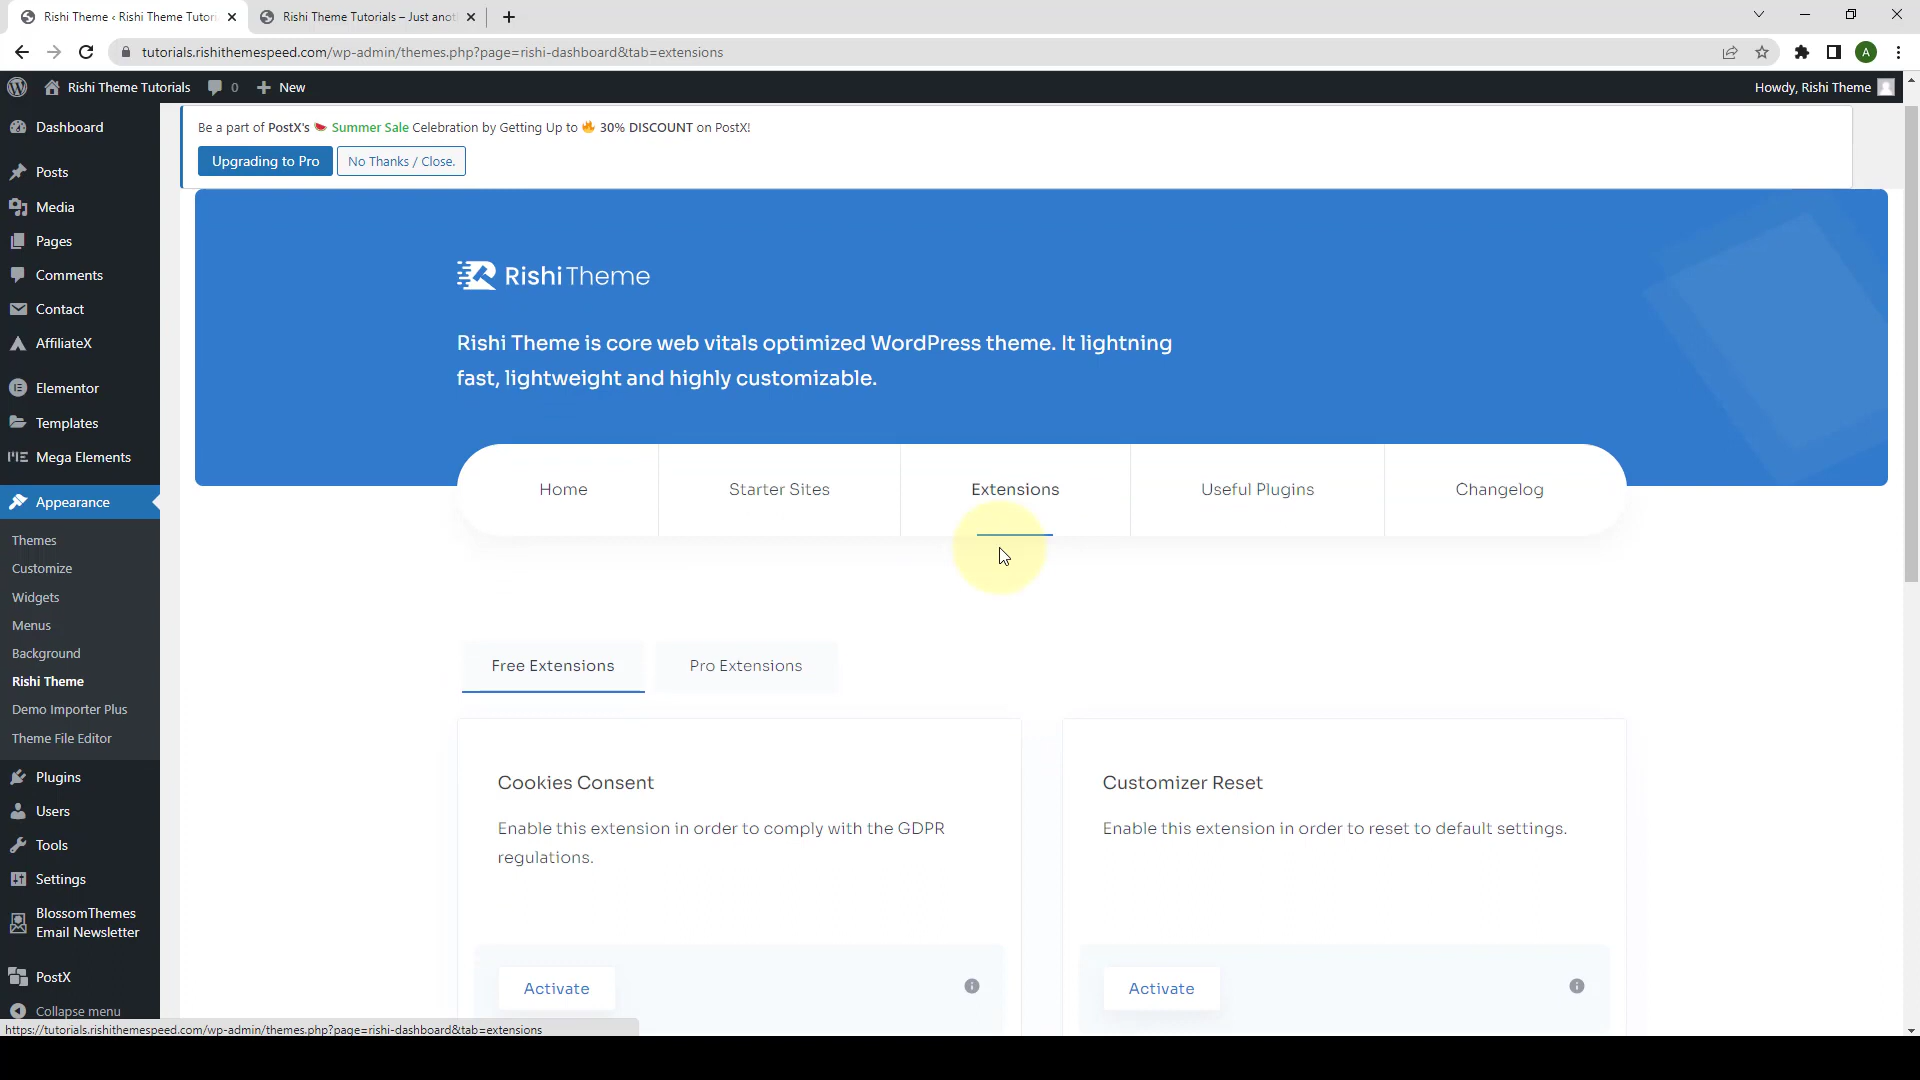 Rishi Theme ‹ Rishi Theme Tutori
Rishi Theme Tutorials – Just anot
tutorials.rishithemespeed.com/wp-admin/themes.php?page=rishi-dashboard&tab=extensions
A
Rishi Theme Tutorials
0
New
Howdy, Rishi Theme
Dashboard
Posts
Media
Pages
Comments
Contact
AffiliateX
Elementor
Templates
Mega Elements
Appearance
Themes
Customize
Widgets
Menus
Background
Rishi Theme
Demo Importer Plus
Theme File Editor
Plugins
Users
Tools
Settings
BlossomThemes
Email Newsletter
PostX
Collapse menu
Be a part of PostX's 🍉 Summer Sale Celebration by Getting Up to 🔥 30% DISCOUNT on PostX!
Upgrading to Pro
No Thanks / Close.
Rishi Theme
Rishi Theme is core web vitals optimized WordPress theme. It lightning
fast, lightweight and highly customizable.
Home
Starter Sites
Extensions
Useful Plugins
Changelog
Free Extensions
Pro Extensions
Cookies Consent
Enable this extension in order to comply with the GDPR
regulations.
Activate
Customizer Reset
Enable this extension in order to reset to default settings.
Activate
https://tutorials.rishithemespeed.com/wp-admin/themes.php?page=rishi-dashboard&tab=extensions